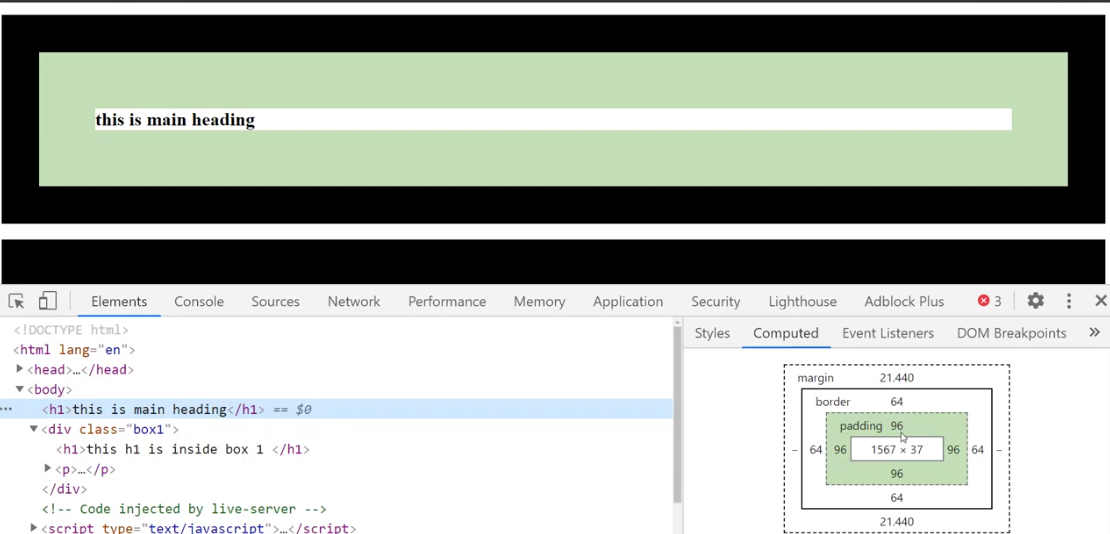 this is main heading
Elements Console Sources Network Performance Memory Application Security Lighthouse Adblock Plus 3
<!DOCTYPE html>
<html lang="en">
<head>…</head>
<body>
<h1>this is main heading</h1> == $0
<div class="box1">
<h1>this h1 is inside box 1 </h1>
<p>…</p>
</div>
<!-- Code injected by live-server -->
<script type="text/javascript">…</script>
Styles Computed Event Listeners DOM Breakpoints »
margin 21.440
border 64
padding 96
– 64 96 1567 × 37 96 64 –
96
64
21.440